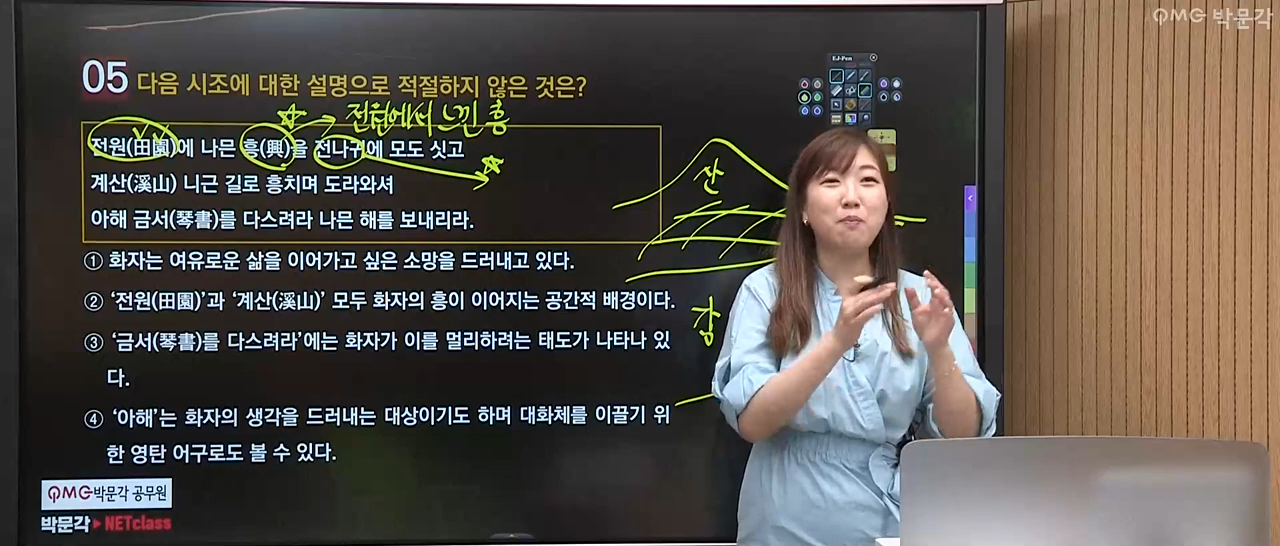 QMG 박문각
EJ-Pen
05 다음 시조에 대한 설명으로 적절하지 않은 것은?
전원에서 느낀 흥
전원(田園)에 나믄 흥(興)을 전나귀에 모도 싯고
계산(溪山) 니근 길로 흥치며 도라와셔
아해 금서(琴書)를 다스려라 나믄 해를 보내리라.
산
강
① 화자는 여유로운 삶을 이어가고 싶은 소망을 드러내고 있다.
② ‘전원(田園)’과 ‘계산(溪山)’ 모두 화자의 흥이 이어지는 공간적 배경이다.
③ ‘금서(琴書)를 다스려라’에는 화자가 이를 멀리하려는 태도가 나타나 있
다.
④ ‘아해’는 화자의 생각을 드러내는 대상이기도 하며 대화체를 이끌기 위
한 영탄 어구로도 볼 수 있다.
QMG 박문각 공무원
박문각 NETclass